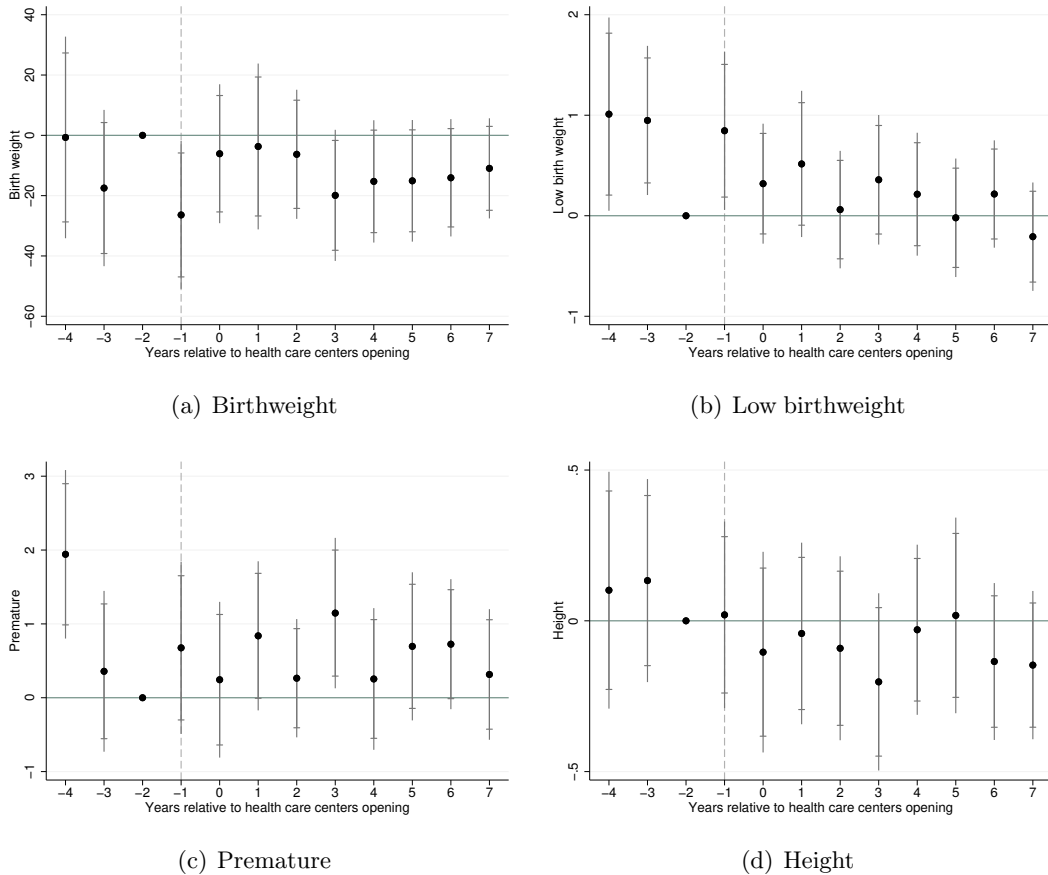 40
20
0
−20
−40
−60
Birth weight
−4 −3 −2 −1 0 1 2 3 4 5 6 7
Years relative to health care centers opening
(a) Birthweight
2
1
0
−1
Low birth weight
−4 −3 −2 −1 0 1 2 3 4 5 6 7
Years relative to health care centers opening
(b) Low birthweight
3
2
1
0
−1
Premature
−4 −3 −2 −1 0 1 2 3 4 5 6 7
Years relative to health care centers opening
(c) Premature
.5
0
−.5
Height
−4 −3 −2 −1 0 1 2 3 4 5 6 7
Years relative to health care centers opening
(d) Height